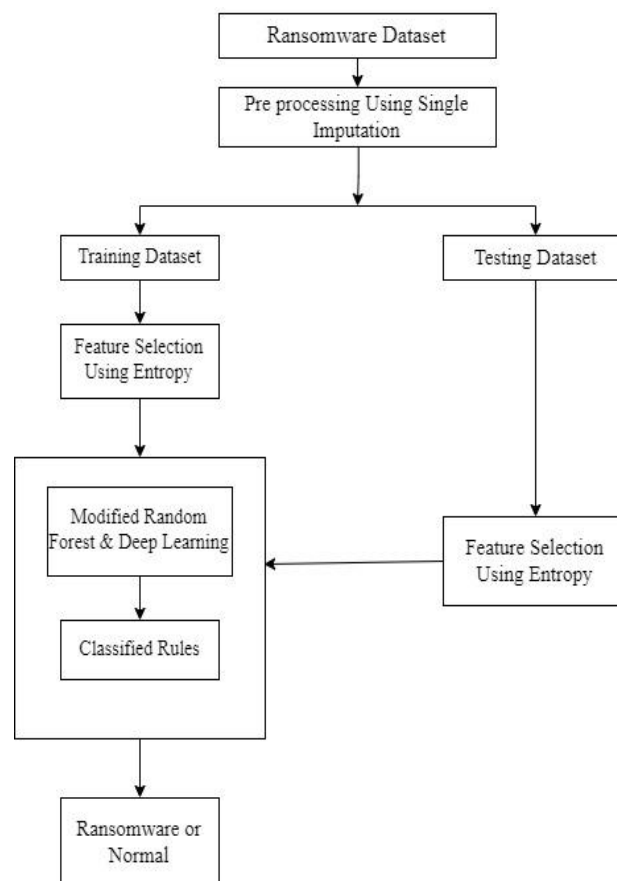 Ransomware Dataset
Pre processing Using Single
Imputation
Training Dataset
Testing Dataset
Feature Selection
Using Entropy
Modified Random
Forest & Deep Learning
Classified Rules
Feature Selection
Using Entropy
Ransomware or
Normal